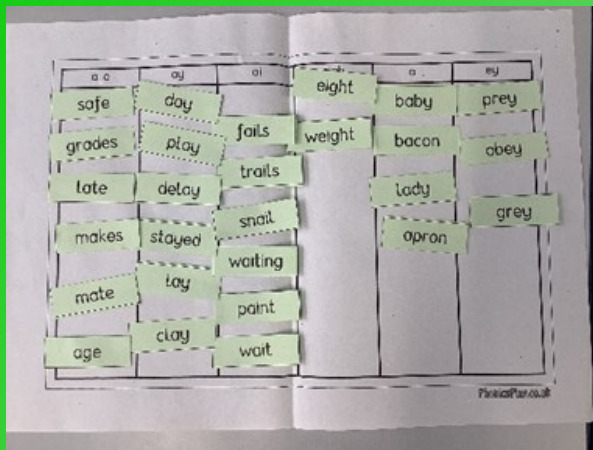 a e ay ai a ey
safe day eight baby prey
grades play fails weight bacon obey
late delay trails lady grey
makes stayed snail apron
mate lay waiting
age clay paint
wait
PhonicsPlay.co.uk